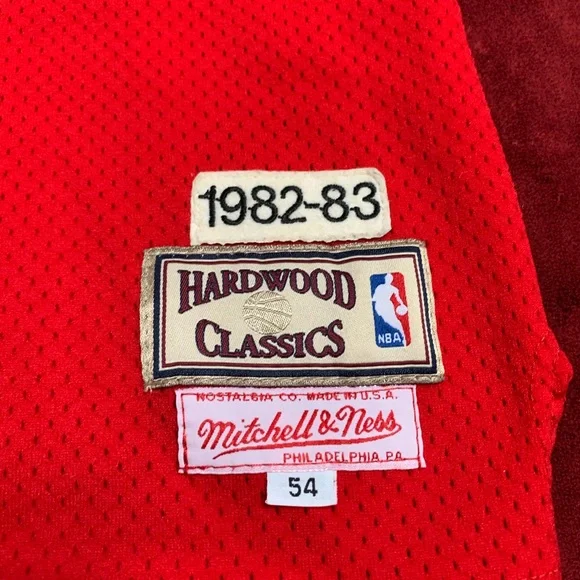 1982-83
HARDWOOD
CLASSICS
NBA
NOSTALGIA CO. MADE IN U.S.A.
Mitchell & Ness
PHILADELPHIA, PA.
54